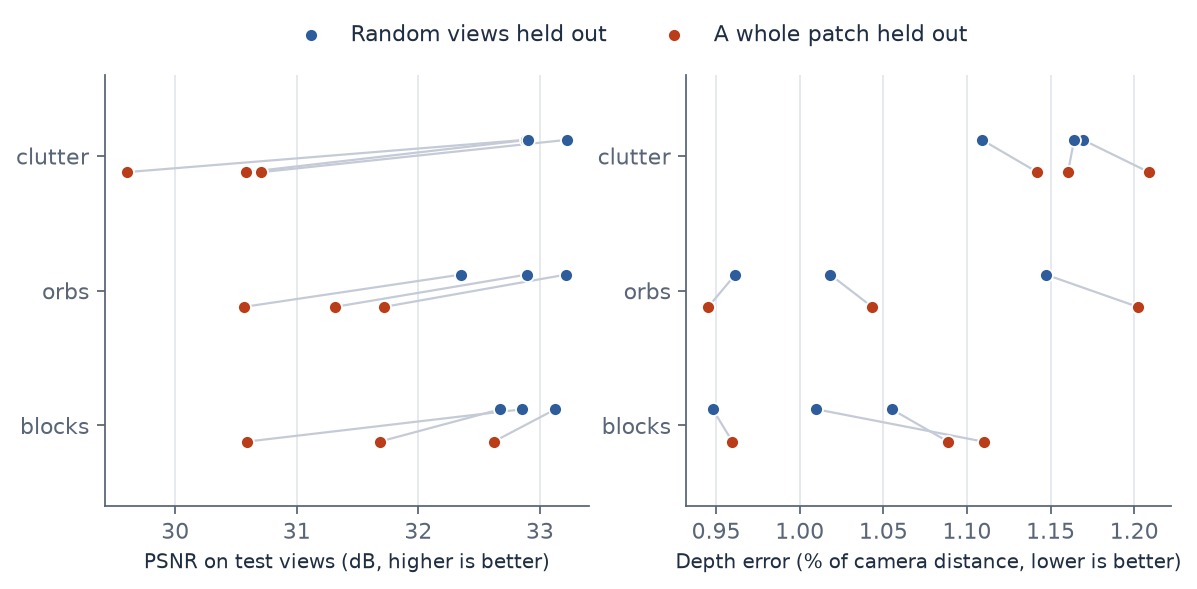 Random views held out
A whole patch held out
clutter
orbs
blocks
30 31 32 33
PSNR on test views (dB, higher is better)
clutter
orbs
blocks
0.95 1.00 1.05 1.10 1.15 1.20
Depth error (% of camera distance, lower is better)